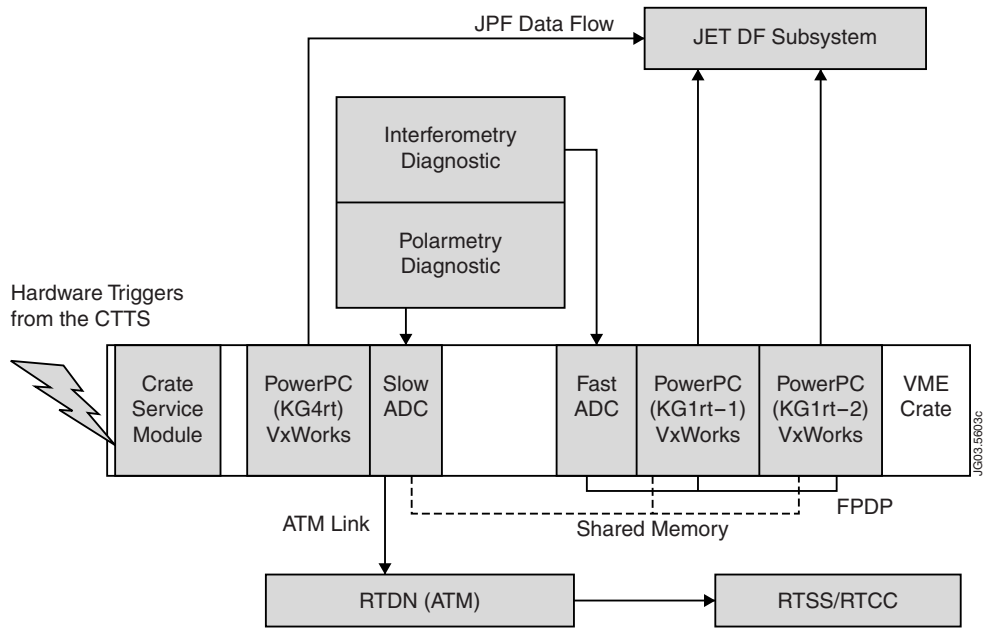 JPF Data Flow
JET DF Subsystem
Interferometry
Diagnostic
Polarmetry
Diagnostic
Hardware Triggers
from the CTTS
Crate
Service
Module
PowerPC
(KG4rt)
VxWorks
Slow
ADC
Fast
ADC
PowerPC
(KG1rt−1)
VxWorks
PowerPC
(KG1rt−2)
VxWorks
VME
Crate
JG03.5603c
FPDP
ATM Link
Shared Memory
RTDN (ATM)
RTSS/RTCC